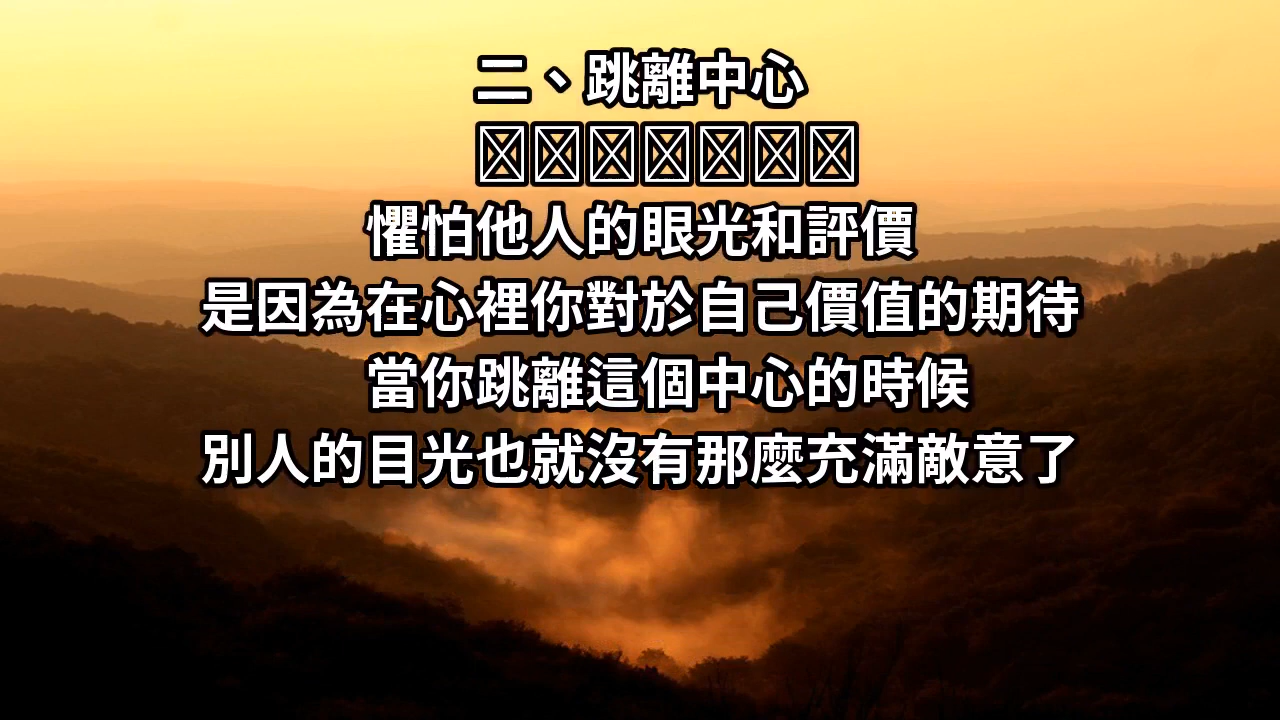 二、跳離中心
懼怕他人的眼光和評價
是因為在心裡你對於自己價值的期待
當你跳離這個中心的時候
別人的目光也就沒有那麼充滿敵意了